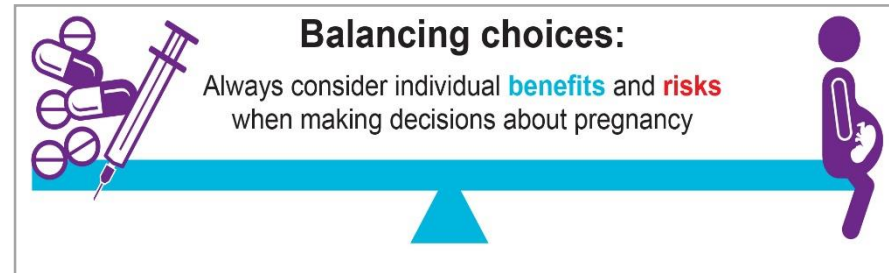 Balancing choices:
Always consider individual benefits and risks
when making decisions about pregnancy